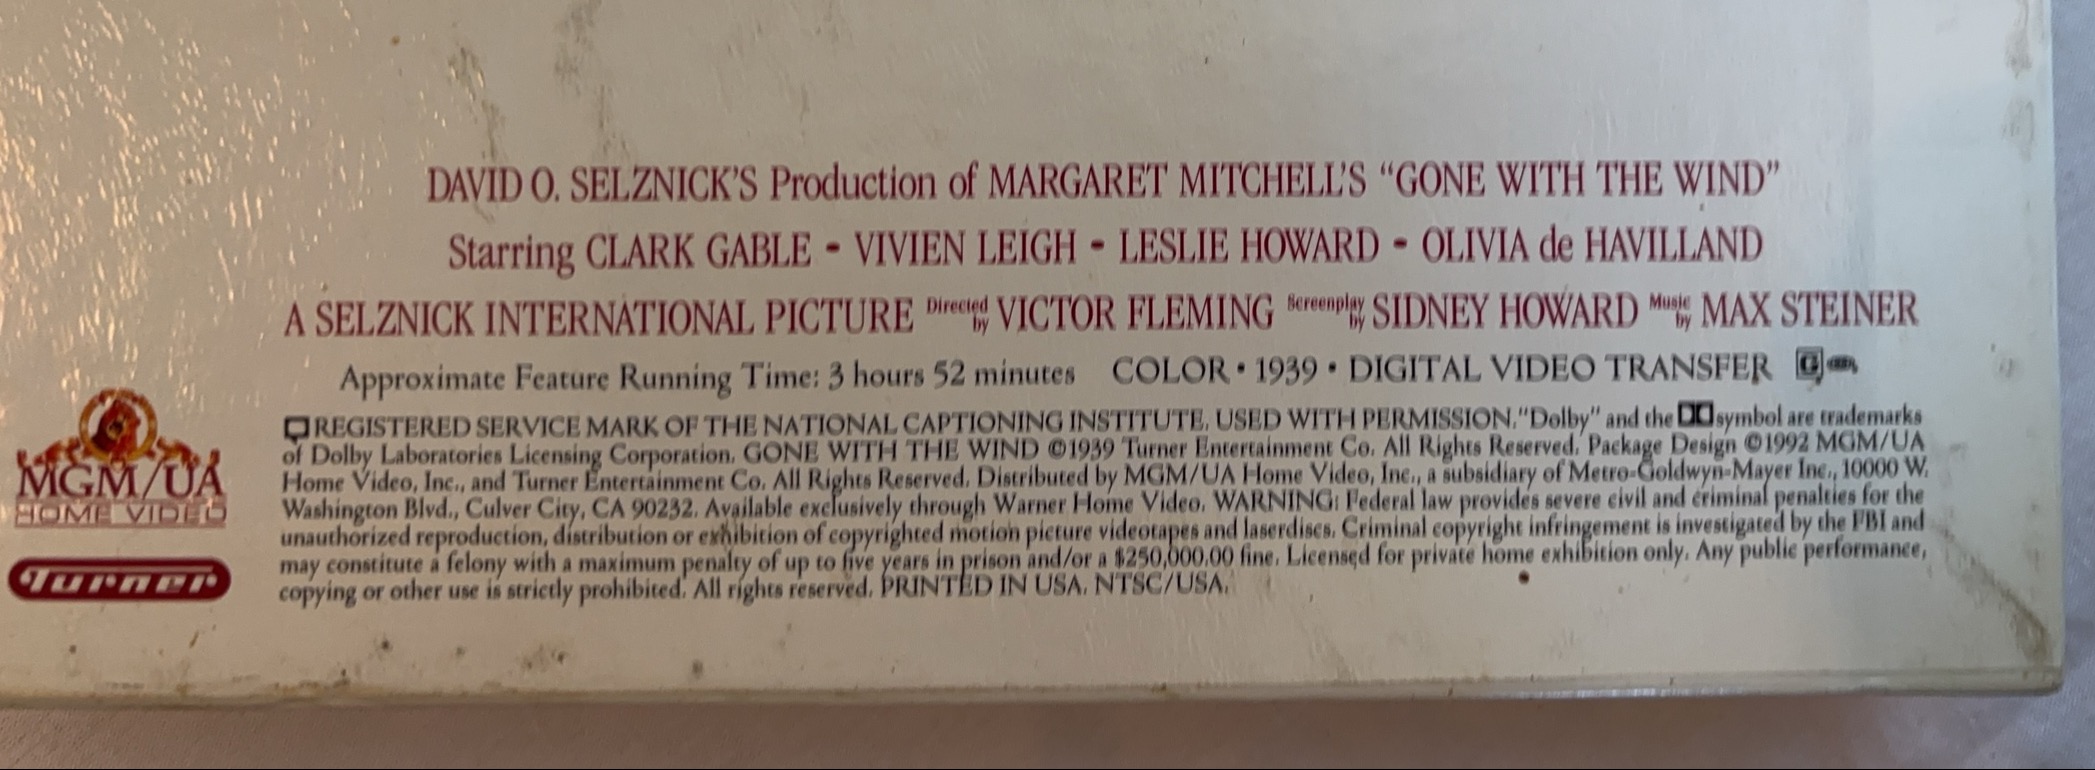 DAVID O. SELZNICK'S Production of MARGARET MITCHELL'S “GONE WITH THE WIND”
Starring CLARK GABLE - VIVIEN LEIGH - LESLIE HOWARD - OLIVIA de HAVILLAND
A SELZNICK INTERNATIONAL PICTURE Directed by VICTOR FLEMING Screenplay by SIDNEY HOWARD Music by MAX STEINER
Approximate Feature Running Time: 3 hours 52 minutes COLOR • 1939 • DIGITAL VIDEO TRANSFER G
REGISTERED SERVICE MARK OF THE NATIONAL CAPTIONING INSTITUTE. USED WITH PERMISSION. "Dolby" and the symbol are trademarks
of Dolby Laboratories Licensing Corporation. GONE WITH THE WIND ©1939 Turner Entertainment Co. All Rights Reserved. Package Design ©1992 MGM/UA
Home Video, Inc., and Turner Entertainment Co. All Rights Reserved. Distributed by MGM/UA Home Video, Inc., a subsidiary of Metro-Goldwyn-Mayer Inc., 10000 W.
Washington Blvd., Culver City, CA 90232. Available exclusively through Warner Home Video. WARNING: Federal law provides severe civil and criminal penalties for the
unauthorized reproduction, distribution or exhibition of copyrighted motion picture videotapes and laserdiscs. Criminal copyright infringement is investigated by the FBI and
may constitute a felony with a maximum penalty of up to five years in prison and/or a $250,000.00 fine. Licensed for private home exhibition only. Any public performance,
copying or other use is strictly prohibited. All rights reserved. PRINTED IN USA. NTSC/USA.
MGM/UA
HOME VIDEO
Turner